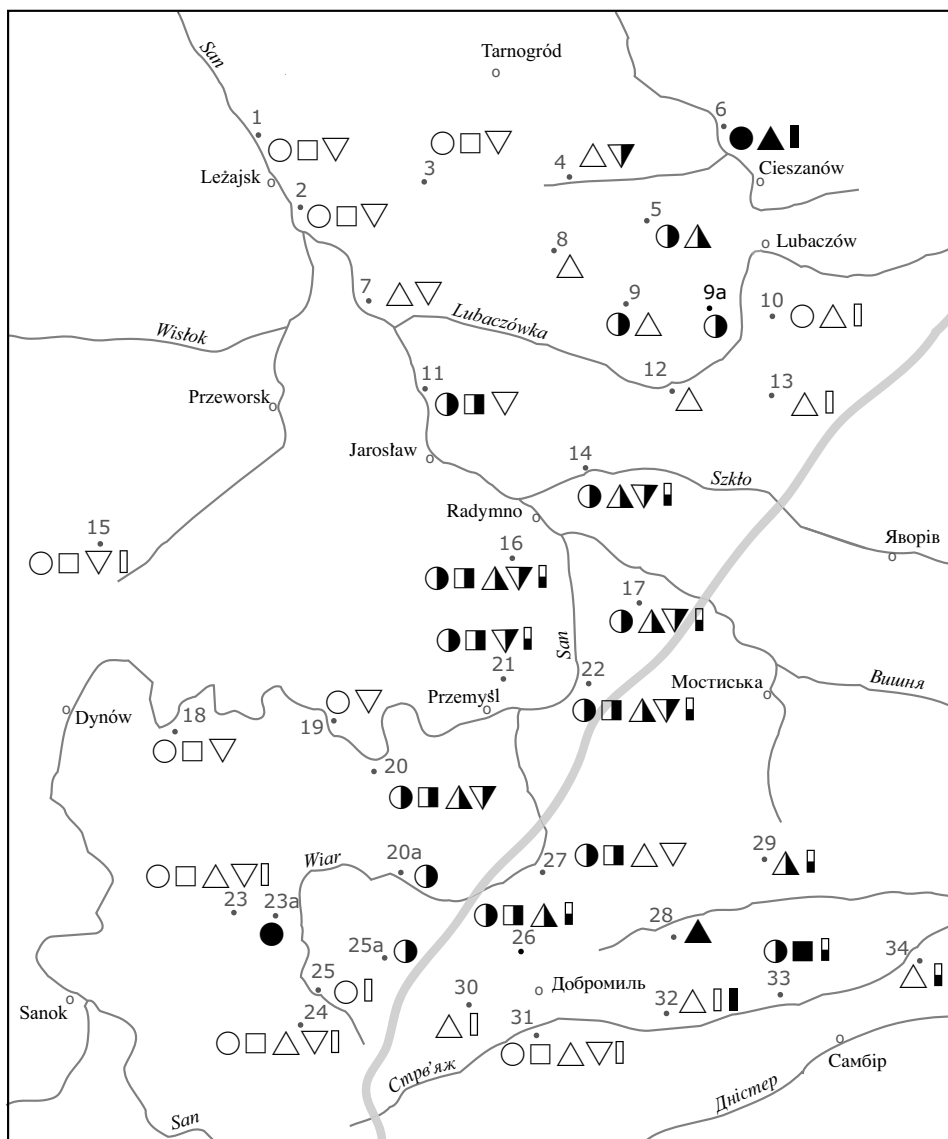 San
Tarnogród
1
6
3
4
Leżajsk
Cieszanów
2
5
8
Lubaczów
7
9
9a
10
Lubaczówka
Wisłok
11
12
13
Przeworsk
Jarosław
14
Szkło
Radymno
15
16
Яворів
17
San
21
22
Мостиська
Вишня
Przemyśl
Dynów
18
19
20
Wiar
20a
27
29
23
23a
28
25a
26
34
25
30
Добромиль
32
33
Sanok
24
31
Стрв'яж
Самбір
Дністер
San